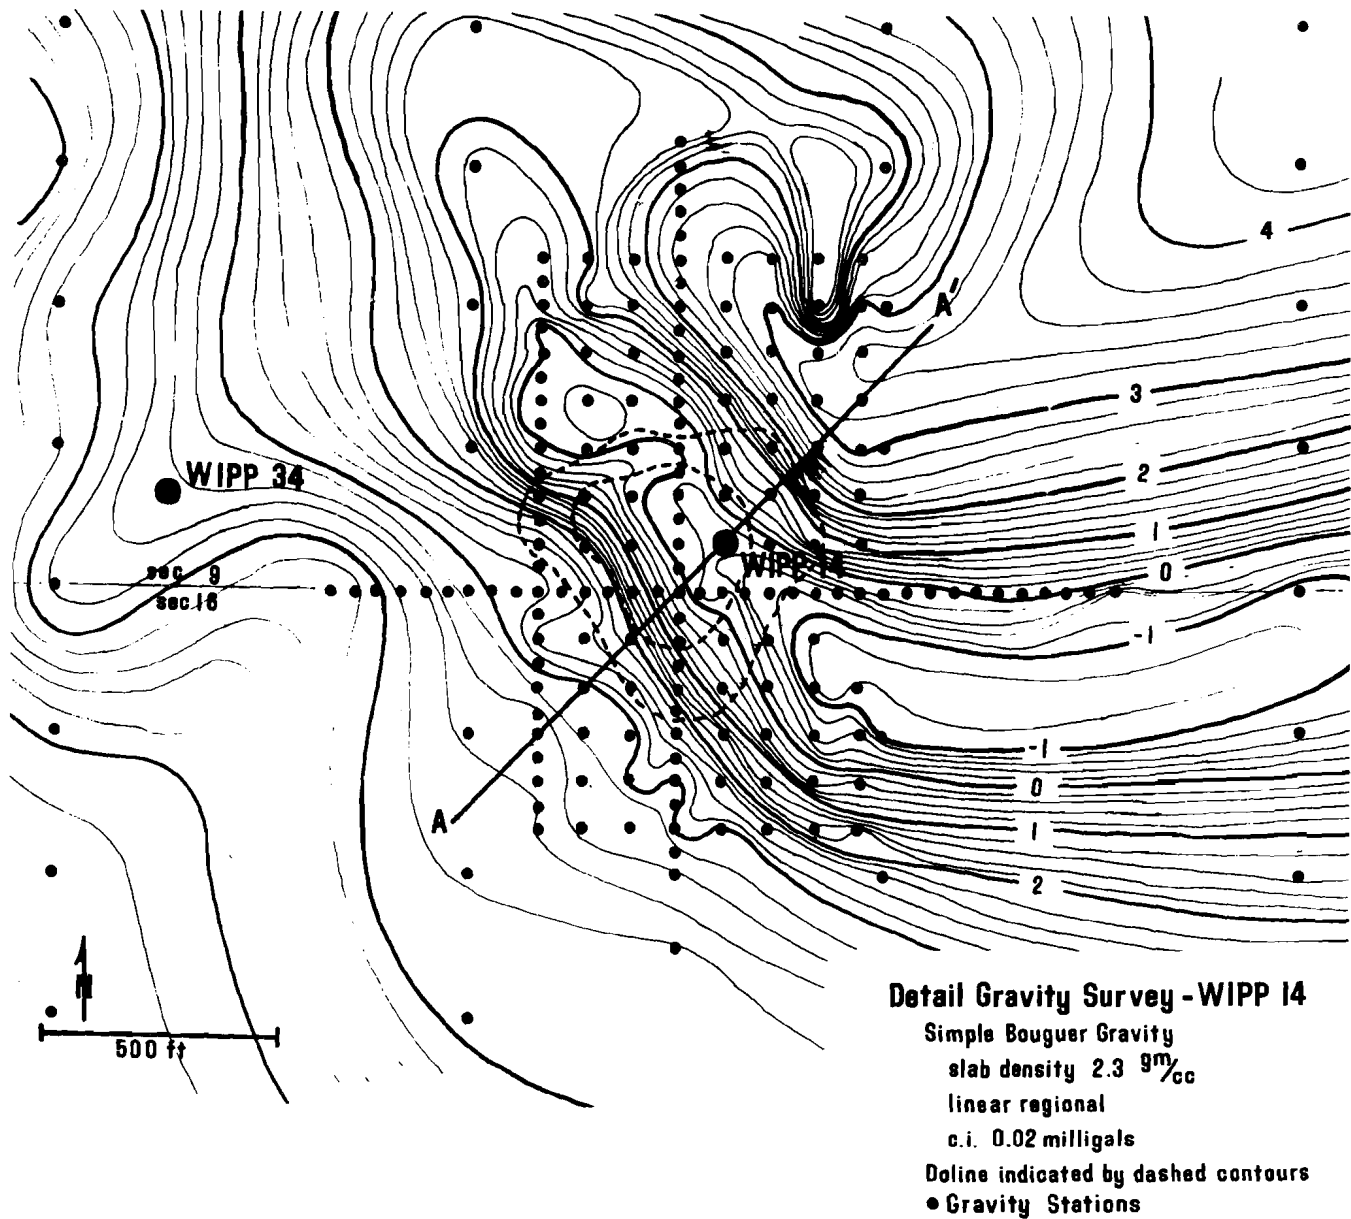 4
A'
3
2
WIPP 34
1
0
WIPP 14
sec. 9
sec. 16
-1
-1
0
A
1
2
N
500 ft
Detail Gravity Survey - WIPP 14
Simple Bouguer Gravity
slab density 2.3 gm/cc
linear regional
c.i. 0.02 milligals
Doline indicated by dashed contours
Gravity Stations